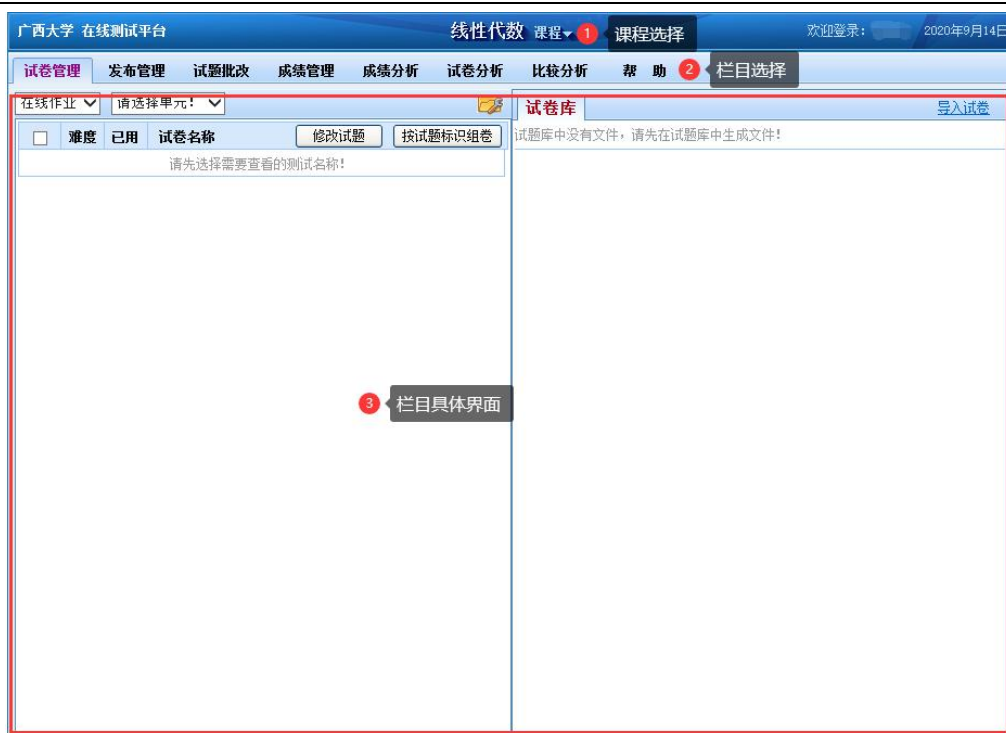 广西大学 在线测试平台 线性代数 课程 1 课程选择 欢迎登录： 2020年9月14日
试卷管理 发布管理 试题批改 成绩管理 成绩分析 试卷分析 比较分析 帮 助 2 栏目选择
在线作业 请选择单元! 试卷库 导入试卷
难度 已用 试卷名称 修改试题 按试题标识组卷 试题库中没有文件，请先在试题库中生成文件!
请先选择需要查看的测试名称!
3 栏目具体界面